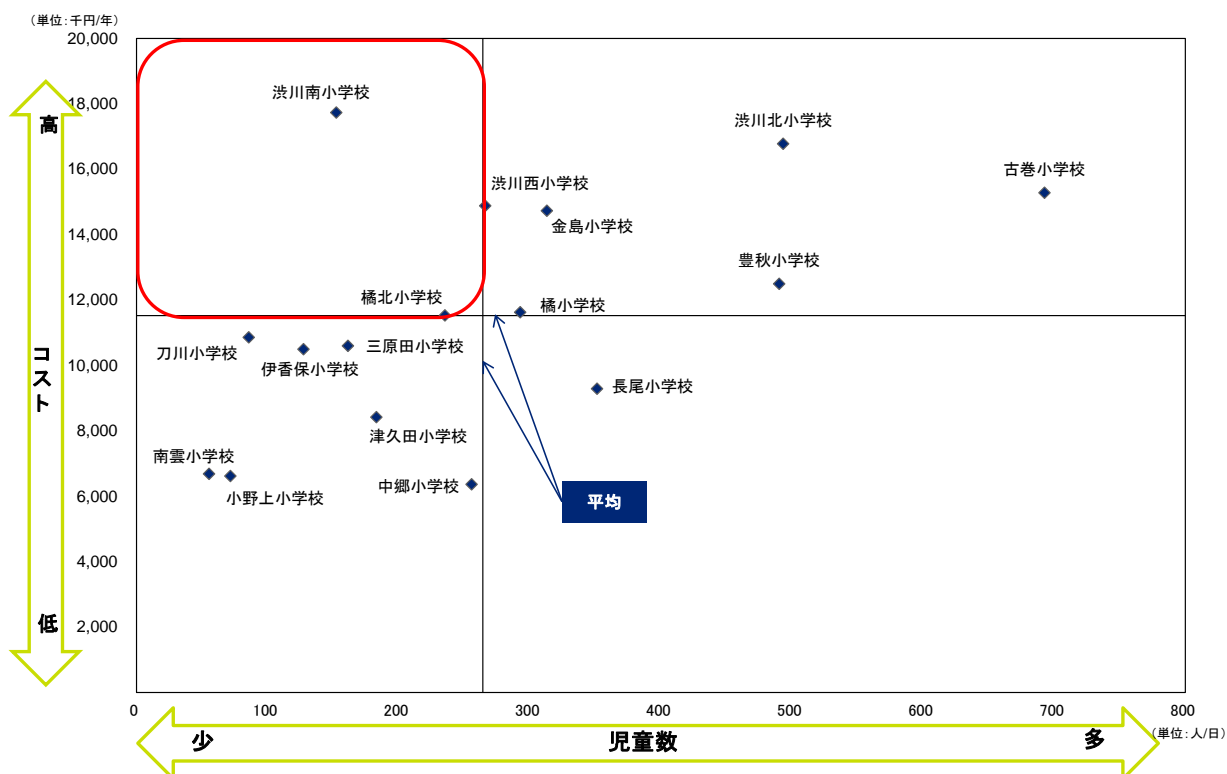 (単位:千円/年)
20,000
18,000
16,000
14,000
12,000
10,000
8,000
6,000
4,000
2,000
高
コスト
低
渋川南小学校
渋川北小学校
古巻小学校
渋川西小学校
金島小学校
豊秋小学校
橘北小学校
橘小学校
刀川小学校
伊香保小学校
三原田小学校
長尾小学校
津久田小学校
南雲小学校
小野上小学校
中郷小学校
平均
0 100 200 300 400 500 600 700 800
少 児童数 多 (単位:人/日)